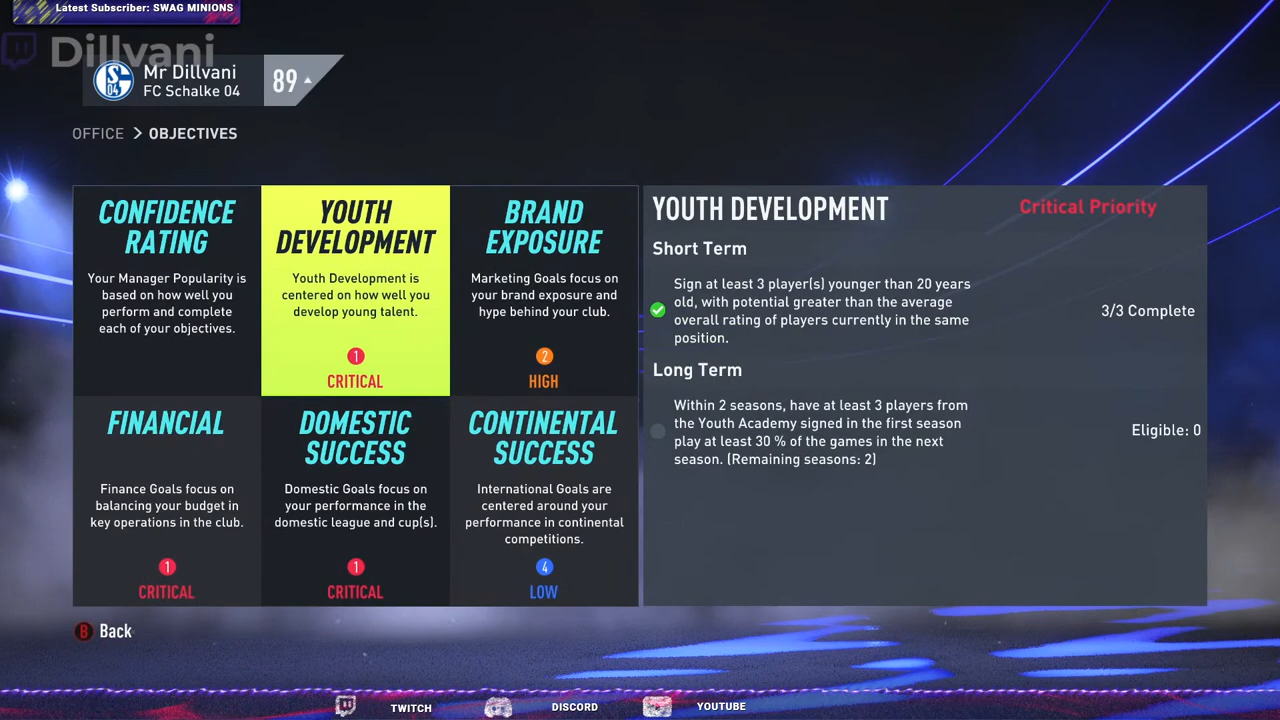 Latest Subscriber: SWAG MINIONS
Dillvani
Mr Dillvani
FC Schalke 04
89
OFFICE > OBJECTIVES
CONFIDENCE
RATING
Your Manager Popularity is
based on how well you
perform and complete
each of your objectives.
YOUTH
DEVELOPMENT
Youth Development is
centered on how well you
develop young talent.
1
CRITICAL
BRAND
EXPOSURE
Marketing Goals focus on
your brand exposure and
hype behind your club.
2
HIGH
FINANCIAL
Finance Goals focus on
balancing your budget in
key operations in the club.
1
CRITICAL
DOMESTIC
SUCCESS
Domestic Goals focus on
your performance in the
domestic league and cup(s).
1
CRITICAL
CONTINENTAL
SUCCESS
International Goals are
centered around your
performance in continental
competitions.
4
LOW
YOUTH DEVELOPMENT
Critical Priority
Short Term
Sign at least 3 player(s) younger than 20 years
old, with potential greater than the average
overall rating of players currently in the same
position.
3/3 Complete
Long Term
Within 2 seasons, have at least 3 players from
the Youth Academy signed in the first season
play at least 30 % of the games in the next
season. (Remaining seasons: 2)
Eligible: 0
B Back
TWITCH
DISCORD
YOUTUBE